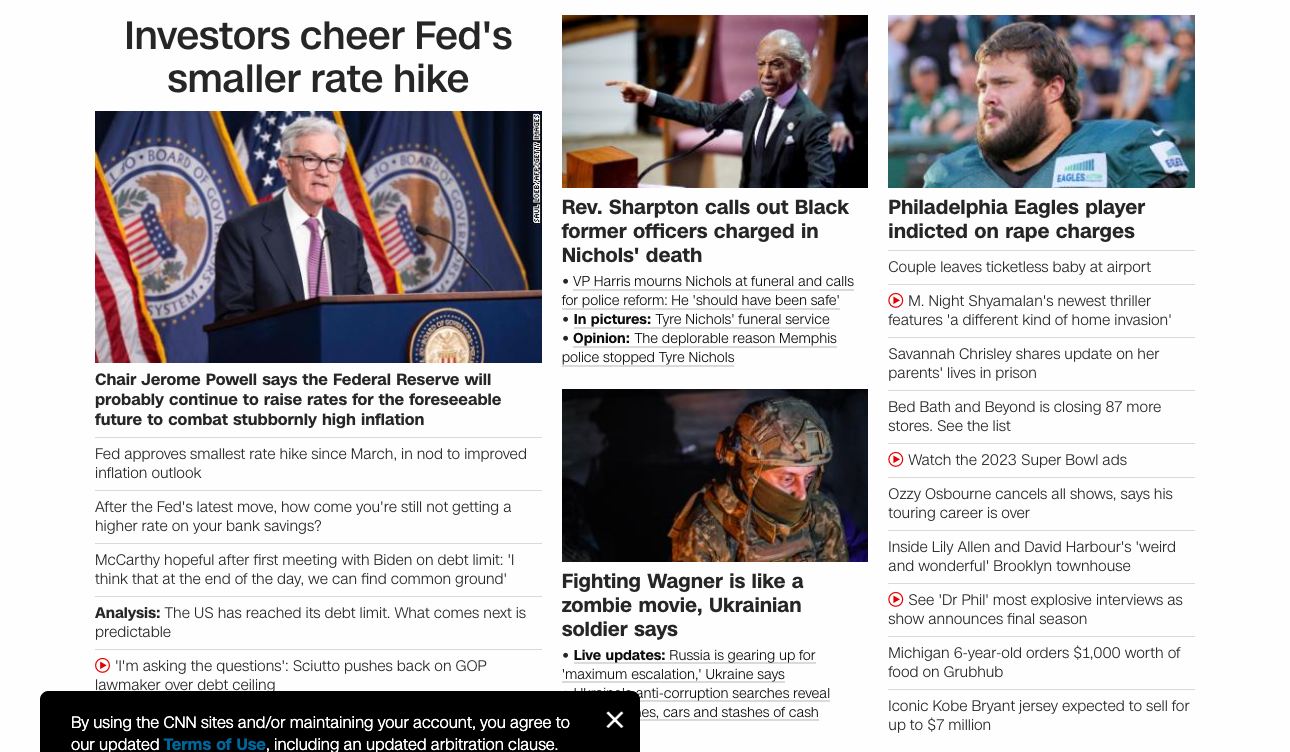 Investors cheer Fed's
smaller rate hike
SAUL LOEB/AFP/GETTY IMAGES
Chair Jerome Powell says the Federal Reserve will
probably continue to raise rates for the foreseeable
future to combat stubbornly high inflation
Fed approves smallest rate hike since March, in nod to improved
inflation outlook
After the Fed's latest move, how come you're still not getting a
higher rate on your bank savings?
McCarthy hopeful after first meeting with Biden on debt limit: 'I
think that at the end of the day, we can find common ground'
Analysis: The US has reached its debt limit. What comes next is
predictable
'I'm asking the questions': Sciutto pushes back on GOP
lawmaker over debt ceiling
Rev. Sharpton calls out Black
former officers charged in
Nichols' death
• VP Harris mourns Nichols at funeral and calls
for police reform: He 'should have been safe'
• In pictures: Tyre Nichols' funeral service
• Opinion: The deplorable reason Memphis
police stopped Tyre Nichols
Fighting Wagner is like a
zombie movie, Ukrainian
soldier says
• Live updates: Russia is gearing up for
'maximum escalation,' Ukraine says
Ukraine's anti-corruption searches reveal
cars and stashes of cash
EAGLES
Philadelphia Eagles player
indicted on rape charges
Couple leaves ticketless baby at airport
M. Night Shyamalan's newest thriller
features 'a different kind of home invasion'
Savannah Chrisley shares update on her
parents' lives in prison
Bed Bath and Beyond is closing 87 more
stores. See the list
Watch the 2023 Super Bowl ads
Ozzy Osbourne cancels all shows, says his
touring career is over
Inside Lily Allen and David Harbour's 'weird
and wonderful' Brooklyn townhouse
See 'Dr Phil' most explosive interviews as
show announces final season
Michigan 6-year-old orders $1,000 worth of
food on Grubhub
Iconic Kobe Bryant jersey expected to sell for
up to $7 million
By using the CNN sites and/or maintaining your account, you agree to
our updated Terms of Use, including an updated arbitration clause.